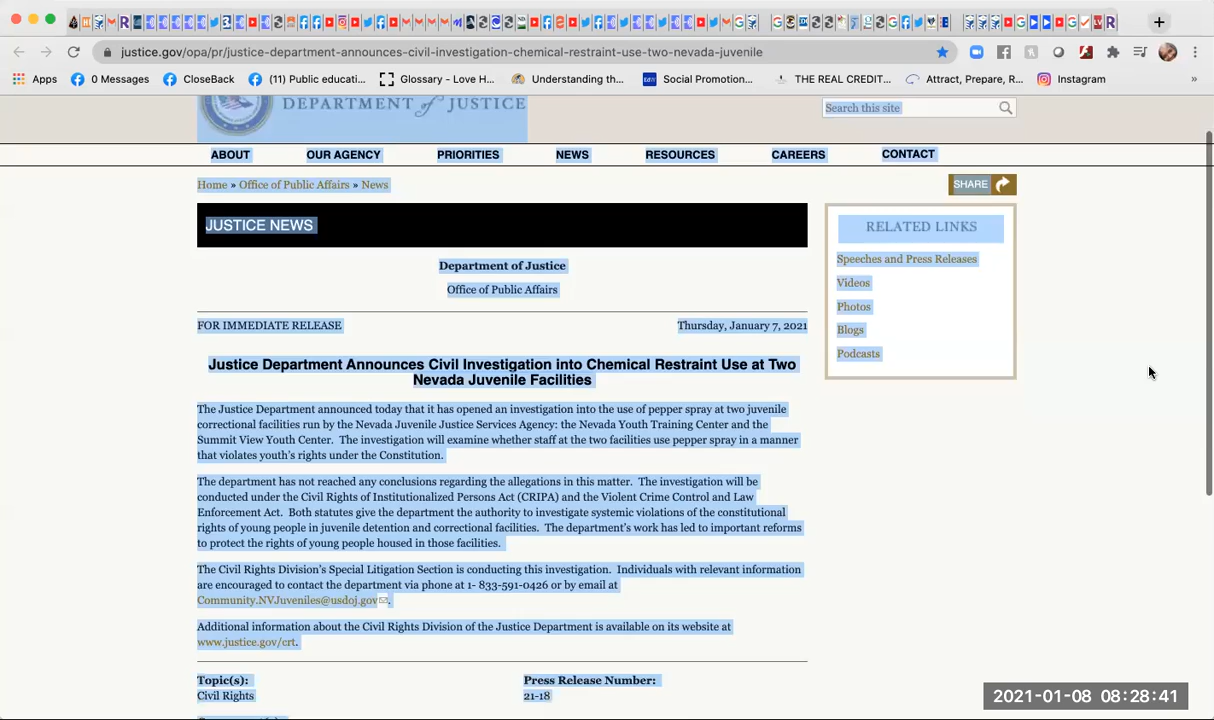 justice.gov/opa/pr/justice-department-announces-civil-investigation-chemical-restraint-use-two-nevada-juvenile
Apps
0 Messages
CloseBack
(11) Public educati...
Glossary - Love H...
Understanding th...
Social Promotion...
THE REAL CREDIT...
Attract, Prepare, R...
Instagram
»
DEPARTMENT of JUSTICE
Search this site
ABOUT OUR AGENCY PRIORITIES NEWS RESOURCES CAREERS CONTACT
Home » Office of Public Affairs » News
SHARE
JUSTICE NEWS
Department of Justice
Office of Public Affairs
FOR IMMEDIATE RELEASE Thursday, January 7, 2021
Justice Department Announces Civil Investigation into Chemical Restraint Use at Two
Nevada Juvenile Facilities
The Justice Department announced today that it has opened an investigation into the use of pepper spray at two juvenile
correctional facilities run by the Nevada Juvenile Justice Services Agency: the Nevada Youth Training Center and the
Summit View Youth Center.  The investigation will examine whether staff at the two facilities use pepper spray in a manner
that violates youth's rights under the Constitution.
The department has not reached any conclusions regarding the allegations in this matter.  The investigation will be
conducted under the Civil Rights of Institutionalized Persons Act (CRIPA) and the Violent Crime Control and Law
Enforcement Act.  Both statutes give the department the authority to investigate systemic violations of the constitutional
rights of young people in juvenile detention and correctional facilities.  The department's work has led to important reforms
to protect the rights of young people housed in those facilities.
The Civil Rights Division's Special Litigation Section is conducting this investigation.  Individuals with relevant information
are encouraged to contact the department via phone at 1- 833-591-0426 or by email at
Community.NVJuveniles@usdoj.gov.
Additional information about the Civil Rights Division of the Justice Department is available on its website at
www.justice.gov/crt.
Topic(s): Press Release Number:
Civil Rights 21-18
RELATED LINKS
Speeches and Press Releases
Videos
Photos
Blogs
Podcasts
2021-01-08 08:28:41